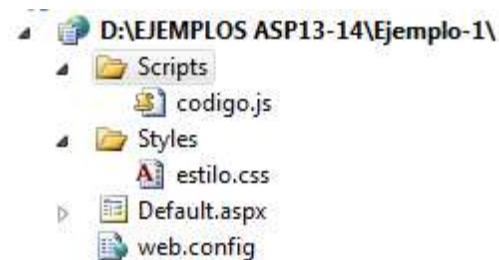 D:\EJEMPLOS ASP13-14\Ejemplo-1\
Scripts
codigo.js
Styles
estilo.css
Default.aspx
web.config